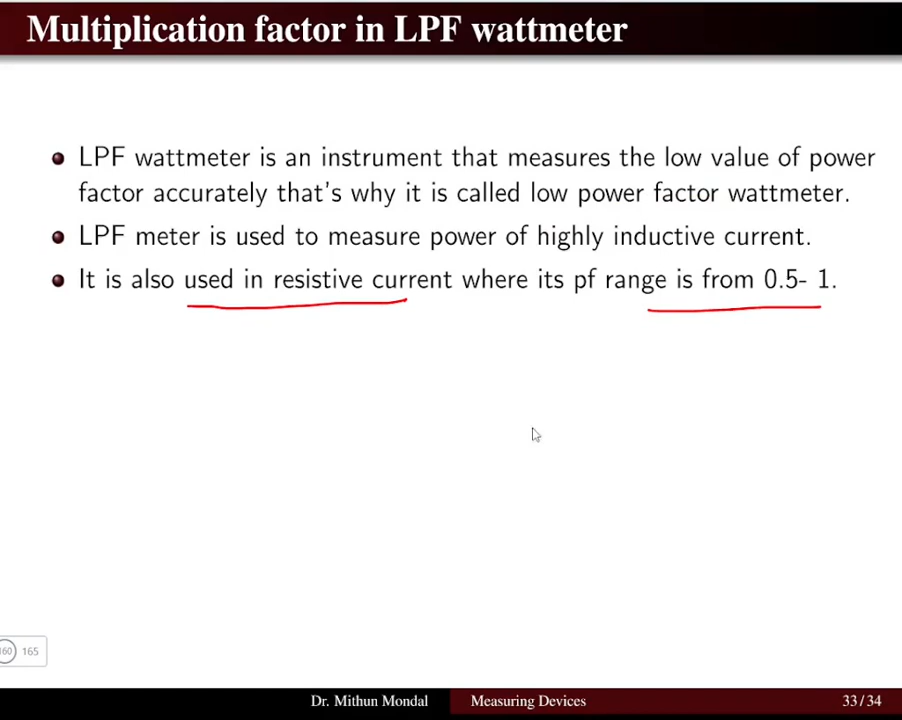 Multiplication factor in LPF wattmeter
LPF wattmeter is an instrument that measures the low value of power
factor accurately that's why it is called low power factor wattmeter.
LPF meter is used to measure power of highly inductive current.
It is also used in resistive current where its pf range is from 0.5- 1.
160 165
Dr. Mithun Mondal Measuring Devices 33 / 34